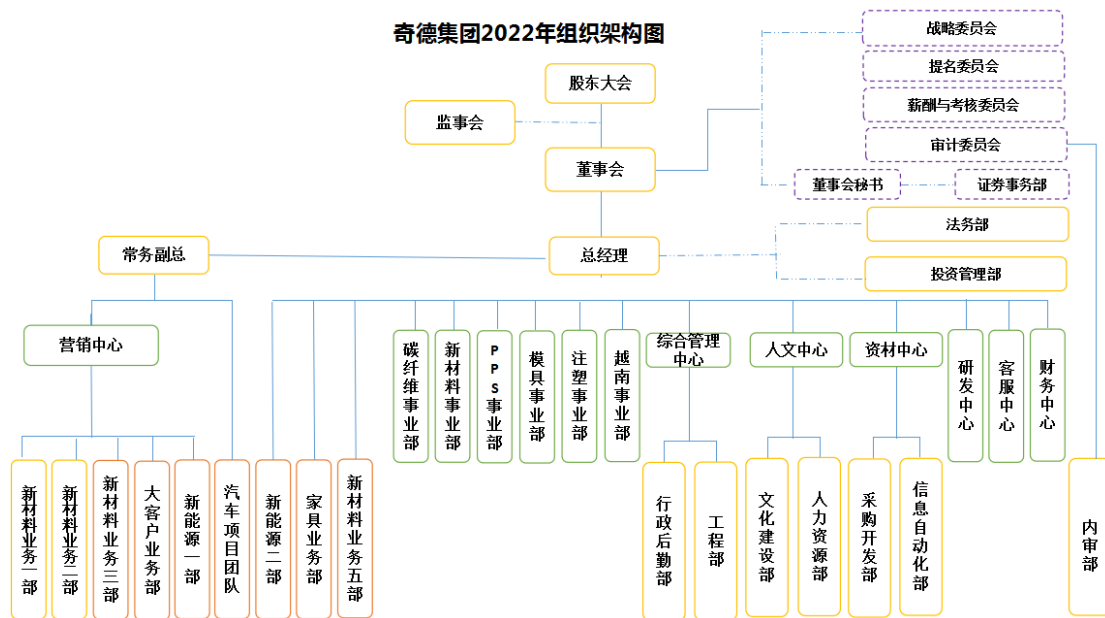 奇德集团2022年组织架构图
战略委员会
股东大会
提名委员会
监事会
薪酬与考核委员会
审计委员会
董事会
董事会秘书
证券事务部
法务部
常务副总
总经理
投资管理部
营销中心
碳纤维事业部
新材料事业部
PPS事业部
模具事业部
注塑事业部
越南事业部
综合管理
中心
人文中心
资材中心
研发中心
客服中心
财务中心
新材料业务一部
新材料业务二部
新材料业务三部
大客户业务部
新能源一部
汽车项目团队
新能源二部
家具业务部
新材料业务五部
行政后勤部
工程部
文化建设部
人力资源部
采购开发部
信息自动化部
内审部